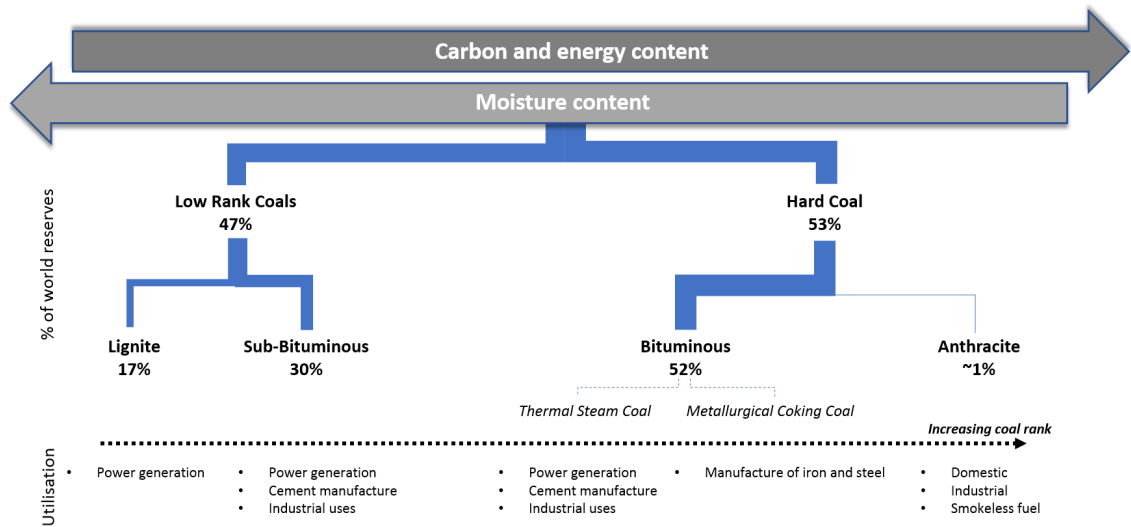 Carbon and energy content
Moisture content
% of world reserves
Low Rank Coals
47%
Hard Coal
53%
Lignite
17%
Sub-Bituminous
30%
Bituminous
52%
Anthracite
~1%
Thermal Steam Coal
Metallurgical Coking Coal
Increasing coal rank
Utilisation
• Power generation
• Power generation
• Cement manufacture
• Industrial uses
• Power generation
• Cement manufacture
• Industrial uses
• Manufacture of iron and steel
• Domestic
• Industrial
• Smokeless fuel